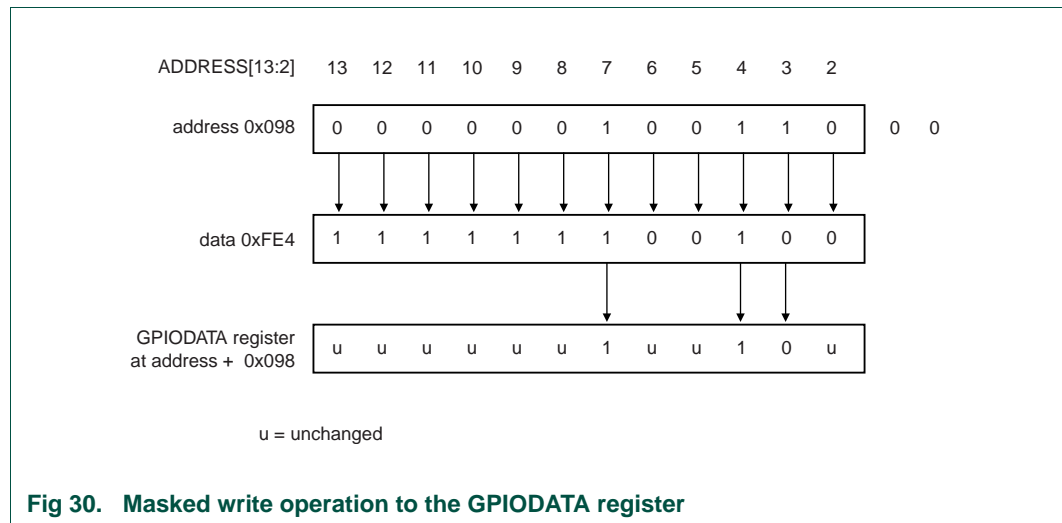 ADDRESS[13:2] 13 12 11 10 9 8 7 6 5 4 3 2
address 0x098 0 0 0 0 0 0 1 0 0 1 1 0 0 0
data 0xFE4 1 1 1 1 1 1 1 0 0 1 0 0
GPIODATA register
at address + 0x098 u u u u u u 1 u u 1 0 u
u = unchanged
Fig 30. Masked write operation to the GPIODATA register